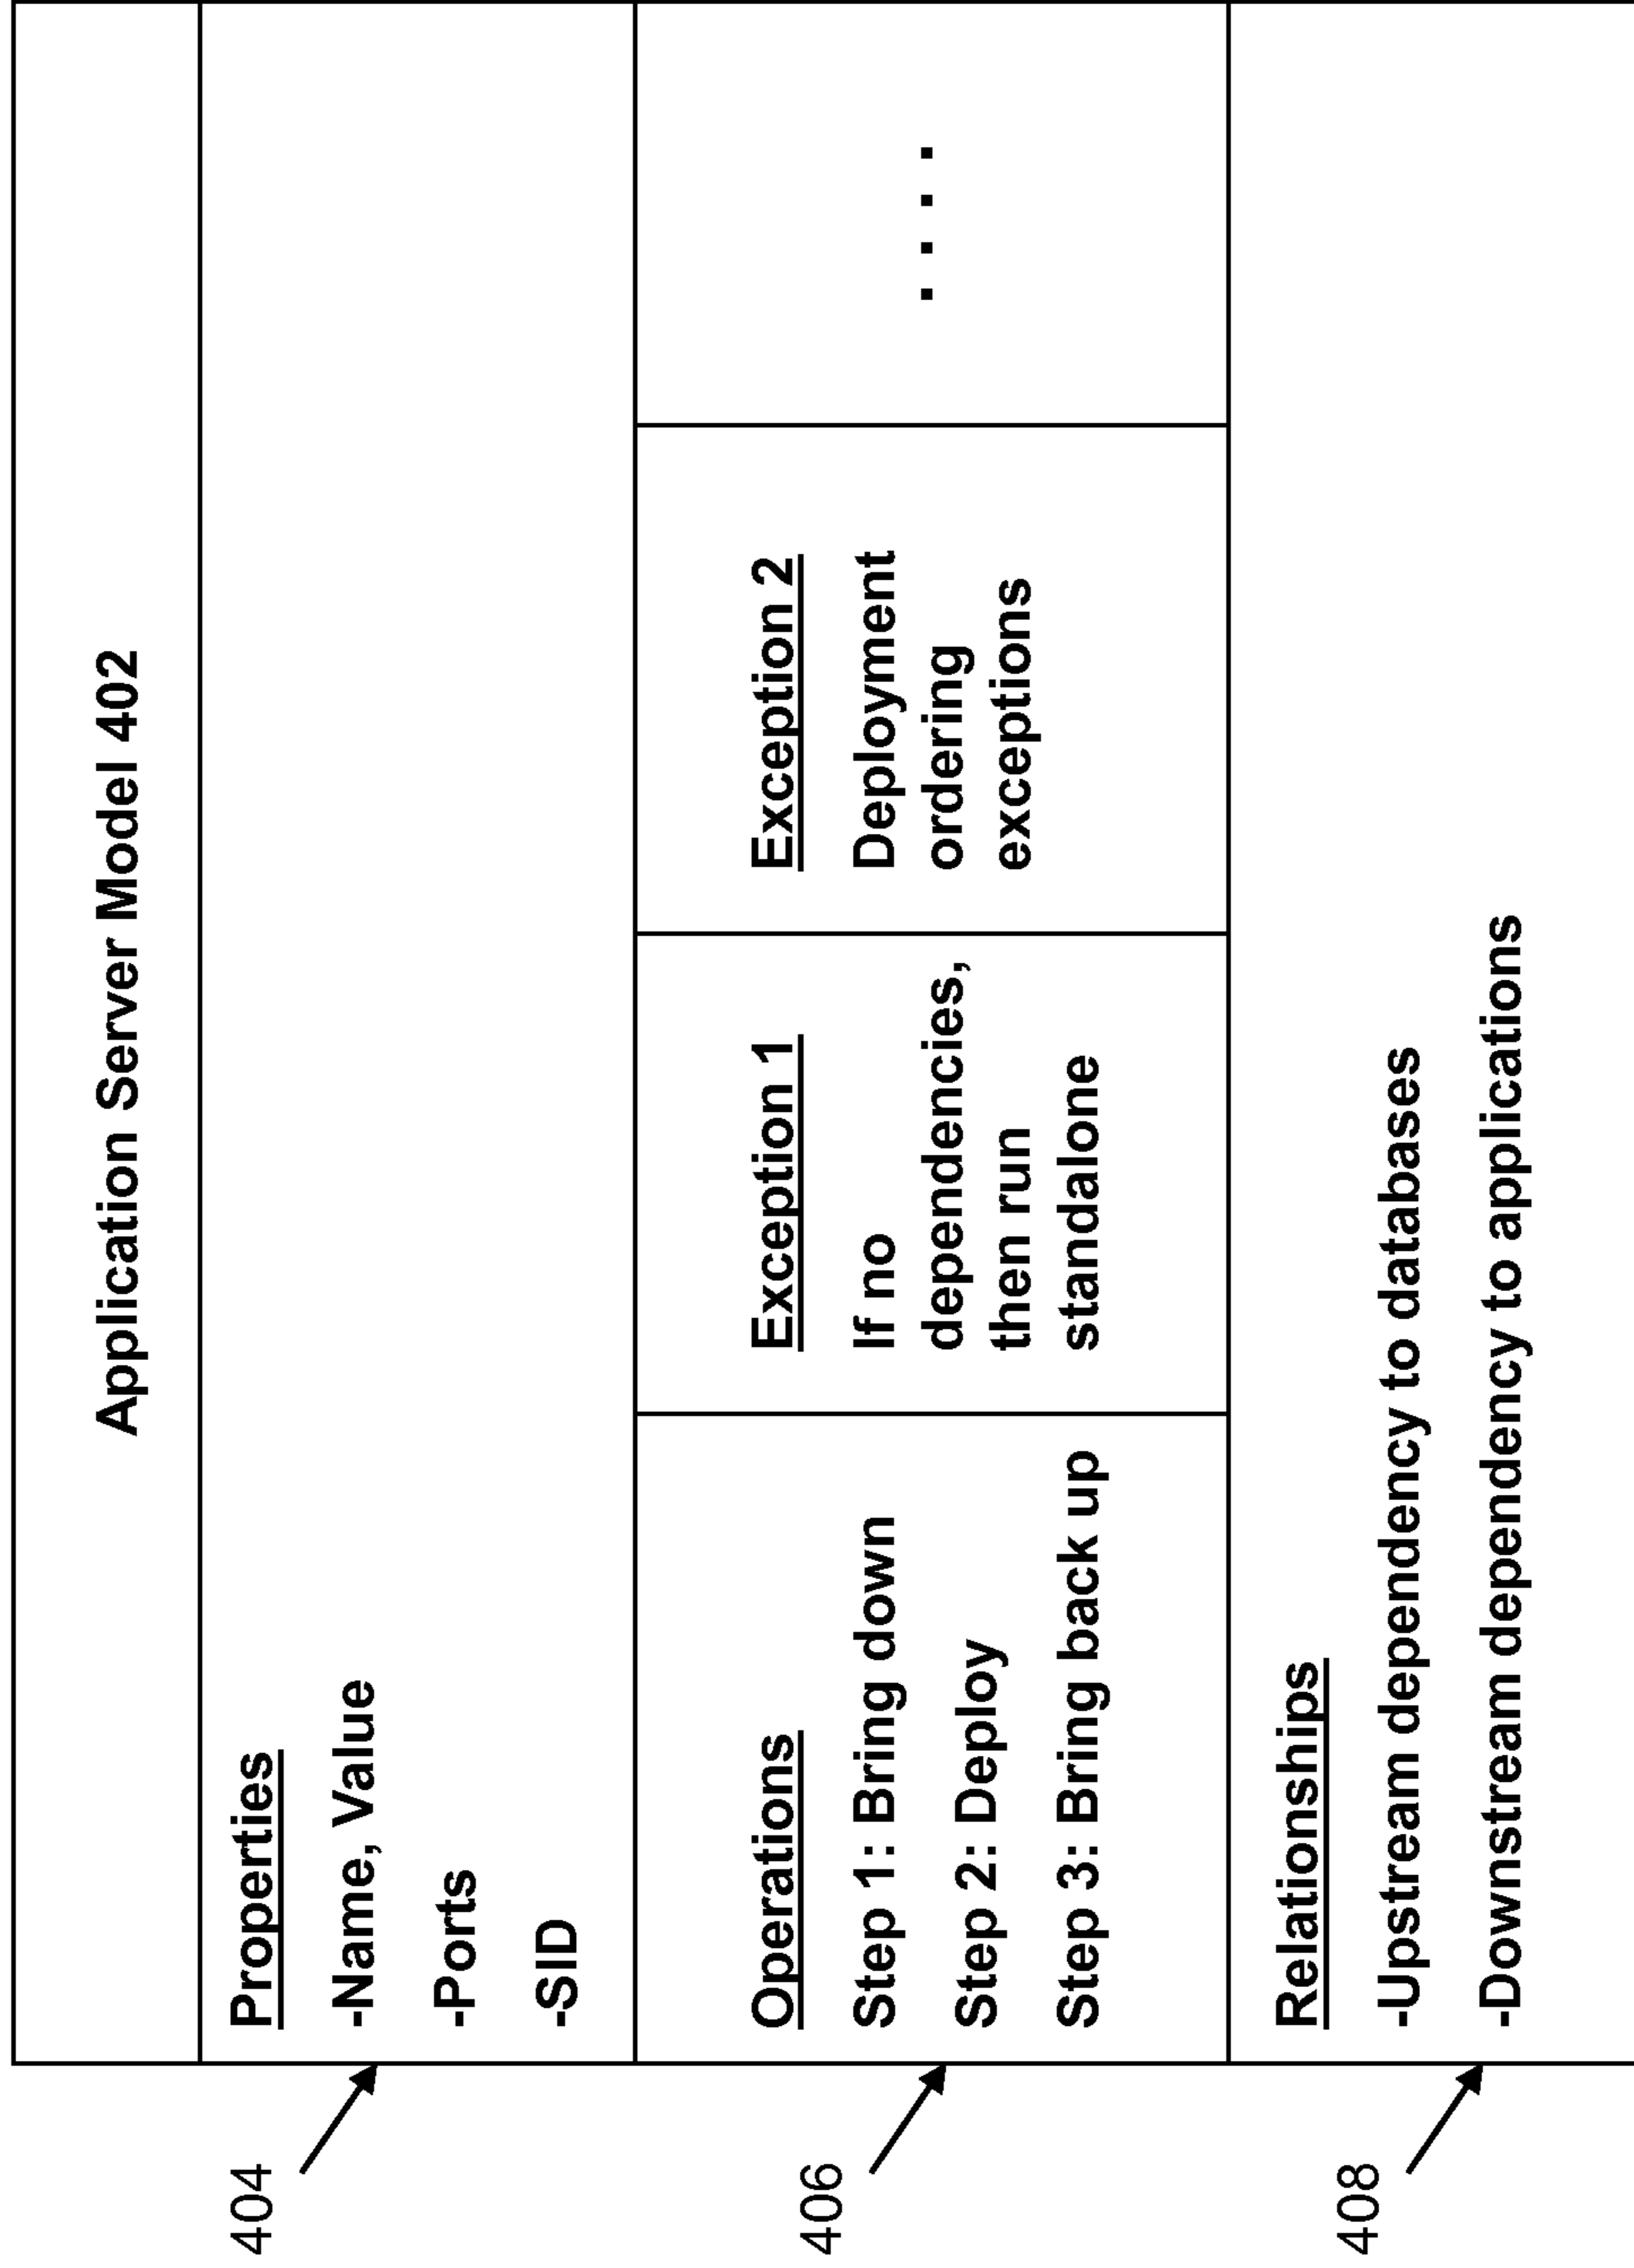 Application Server Model 402
404
Properties
-Name, Value
-Ports
-SID
406
Operations
Step 1: Bring down
Step 2: Deploy
Step 3: Bring back up
Exception 1
If no
dependencies,
then run
standalone
Exception 2
Deployment
ordering
exceptions
. . . .
408
Relationships
-Upstream dependency to databases
-Downstream dependency to applications